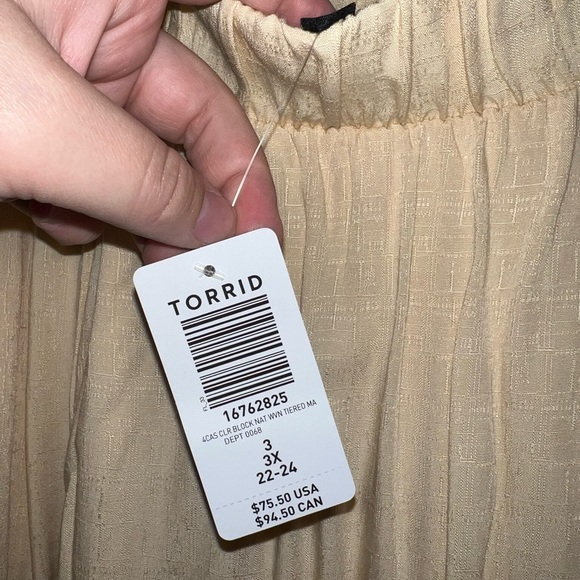 TORRID
16762825
4CAS CLR BLOCK NAT WVN TIERED MA
DEPT 0068
3
3X
22-24
$75.50 USA
$94.50 CAN